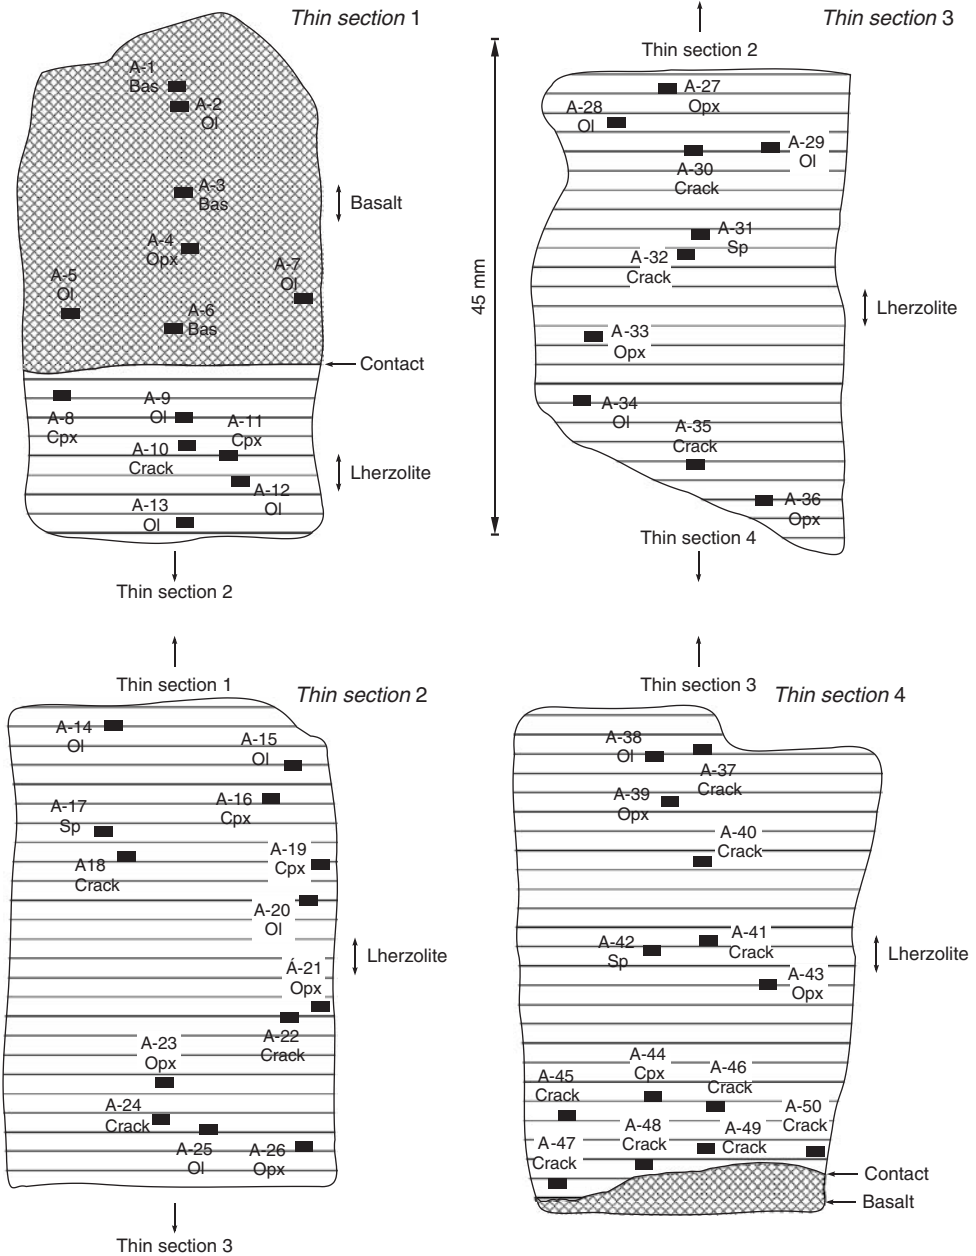 Thin section 1
A-1
Bas
A-2
Ol
A-3
Bas
A-4
Opx
A-5
Ol
A-7
Ol
A-6
Bas
Basalt
Contact
A-8
Cpx
A-9
Ol
A-10
Crack
A-11
Cpx
A-12
Ol
A-13
Ol
Lherzolite
Thin section 2
Thin section 3
Thin section 2
45 mm
A-27
Opx
A-28
Ol
A-29
Ol
A-30
Crack
A-31
Sp
A-32
Crack
A-33
Opx
A-34
Ol
A-35
Crack
A-36
Opx
Lherzolite
Thin section 4
Thin section 1
Thin section 2
A-14
Ol
A-15
Ol
A-16
Cpx
A-17
Sp
A18
Crack
A-19
Cpx
A-20
Ol
Á-21
Opx
A-22
Crack
A-23
Opx
A-24
Crack
A-25
Ol
A-26
Opx
Lherzolite
Thin section 3
Thin section 3
Thin section 4
A-38
Ol
A-37
Crack
A-39
Opx
A-40
Crack
A-41
Crack
A-42
Sp
A-43
Opx
A-44
Cpx
A-45
Crack
A-46
Crack
A-47
Crack
A-48
Crack
A-49
Crack
A-50
Crack
Lherzolite
Contact
Basalt